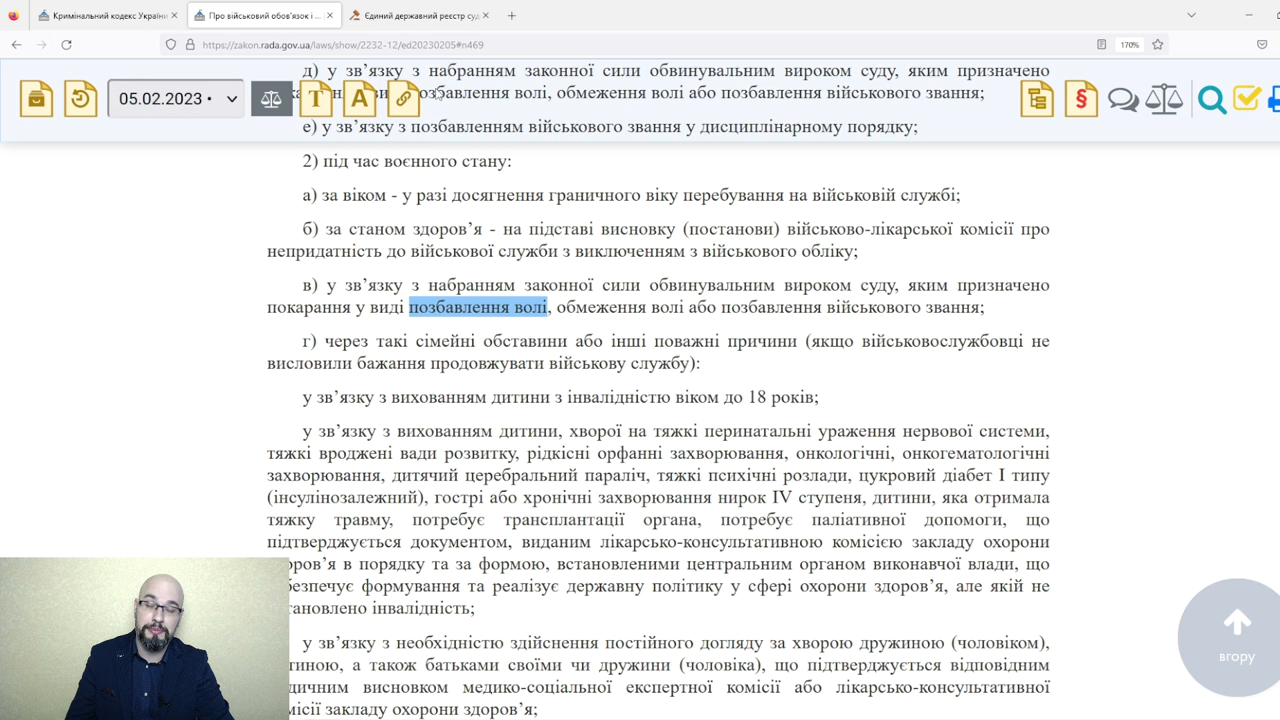 Кримінальний кодекс України
Про військовий обов'язок і ...
Єдиний державний реєстр суд
https://zakon.rada.gov.ua/laws/show/2232-12/ed20230205#n469
170%
05.02.2023 •
д) у зв’язку з набранням законної сили обвинувальним вироком суду, яким призначено
позбавлення волі, обмеження волі або позбавлення військового звання;
е) у зв’язку з позбавленням військового звання у дисциплінарному порядку;
2) під час воєнного стану:
а) за віком - у разі досягнення граничного віку перебування на військовій службі;
б) за станом здоров’я - на підставі висновку (постанови) військово-лікарської комісії про
непридатність до військової служби з виключенням з військового обліку;
в) у зв’язку з набранням законної сили обвинувальним вироком суду, яким призначено
покарання у виді позбавлення волі, обмеження волі або позбавлення військового звання;
г) через такі сімейні обставини або інші поважні причини (якщо військовослужбовці не
висловили бажання продовжувати військову службу):
у зв’язку з вихованням дитини з інвалідністю віком до 18 років;
у зв’язку з вихованням дитини, хворої на тяжкі перинатальні ураження нервової системи,
тяжкі вроджені вади розвитку, рідкісні орфанні захворювання, онкологічні, онкогематологічні
захворювання, дитячий церебральний параліч, тяжкі психічні розлади, цукровий діабет I типу
(інсулінозалежний), гострі або хронічні захворювання нирок IV ступеня, дитини, яка отримала
тяжку травму, потребує трансплантації органа, потребує паліативної допомоги, що
підтверджується документом, виданим лікарсько-консультативною комісією закладу охорони
доров’я в порядку та за формою, встановленими центральним органом виконавчої влади, що
безпечує формування та реалізує державну політику у сфері охорони здоров’я, але якій не
тановлено інвалідність;
у зв’язку з необхідністю здійснення постійного догляду за хворою дружиною (чоловіком),
тиною, а також батьками своїми чи дружини (чоловіка), що підтверджується відповідним
дичним висновком медико-соціальної експертної комісії або лікарсько-консультативної
місії закладу охорони здоров’я;
вгору